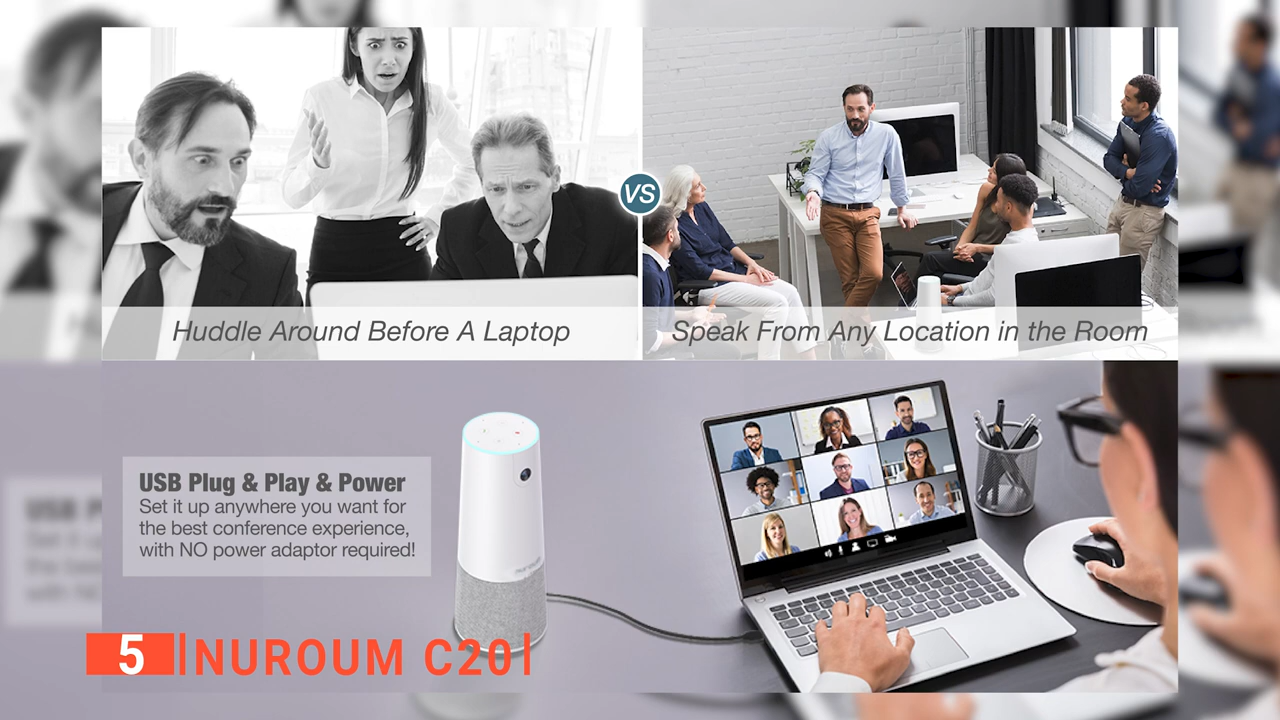 VS
Huddle Around Before A Laptop
Speak From Any Location in the Room
USB Plug & Play & Power
Set it up anywhere you want for
the best conference experience,
with NO power adaptor required!
5 NUROUM C20